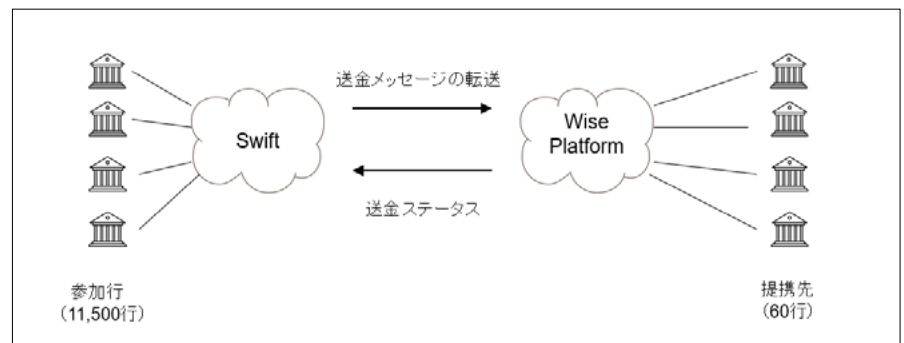 送金メッセージの転送
Swift
Wise
Platform
送金ステータス
参加行
（11,500行）
提携先
（60行）